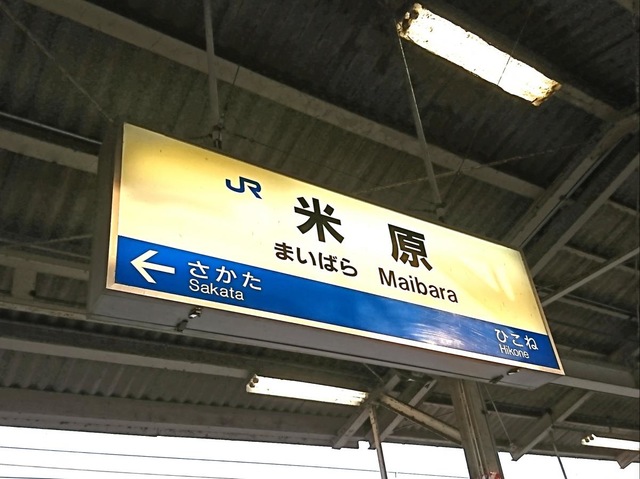 JR
米原
まいばら Maibara
← さかた
Sakata
ひこね
Hikone